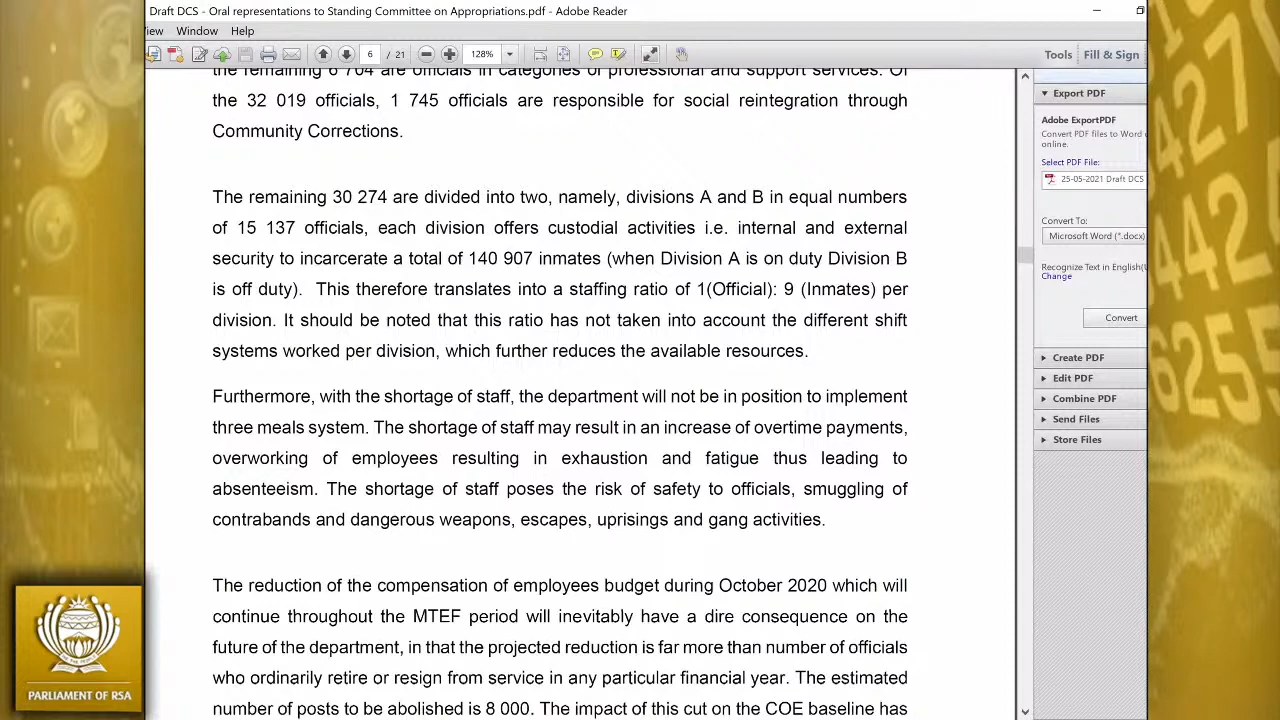 Draft DCS - Oral representations to Standing Committee on Appropriations.pdf - Adobe Reader
View Window Help
6 / 21 128% Tools Fill & Sign
the remaining 6 704 are officials in categories of professional and support services. Of
the 32 019 officials, 1 745 officials are responsible for social reintegration through
Community Corrections.
The remaining 30 274 are divided into two, namely, divisions A and B in equal numbers
of 15 137 officials, each division offers custodial activities i.e. internal and external
security to incarcerate a total of 140 907 inmates (when Division A is on duty Division B
is off duty). This therefore translates into a staffing ratio of 1(Official): 9 (Inmates) per
division. It should be noted that this ratio has not taken into account the different shift
systems worked per division, which further reduces the available resources.
Furthermore, with the shortage of staff, the department will not be in position to implement
three meals system. The shortage of staff may result in an increase of overtime payments,
overworking of employees resulting in exhaustion and fatigue thus leading to
absenteeism. The shortage of staff poses the risk of safety to officials, smuggling of
contrabands and dangerous weapons, escapes, uprisings and gang activities.
The reduction of the compensation of employees budget during October 2020 which will
continue throughout the MTEF period will inevitably have a dire consequence on the
future of the department, in that the projected reduction is far more than number of officials
who ordinarily retire or resign from service in any particular financial year. The estimated
number of posts to be abolished is 8 000. The impact of this cut on the COE baseline has
Export PDF
Adobe ExportPDF
Convert PDF files to Word
online.
Select PDF File:
25-05-2021 Draft DCS
Convert To:
Microsoft Word (*.docx)
Recognize Text in English(
Change
Convert
Create PDF
Edit PDF
Combine PDF
Send Files
Store Files
PARLIAMENT OF RSA
427
442
6255